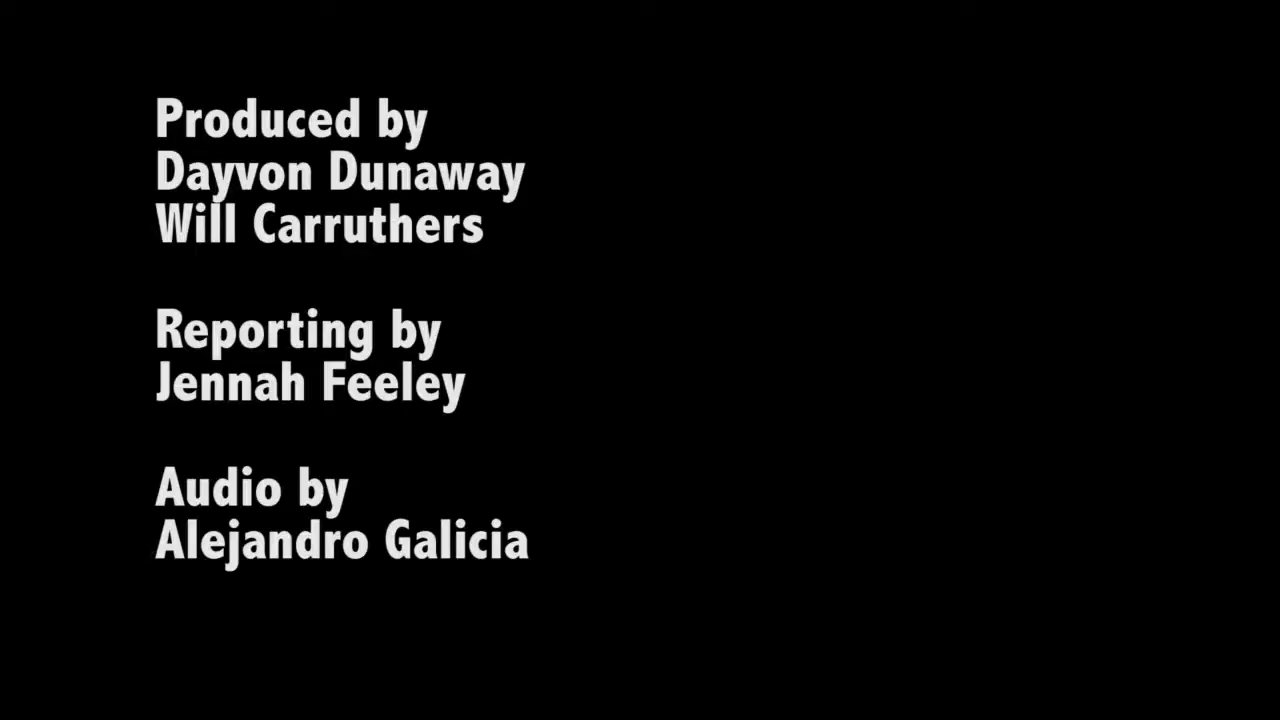 Produced by
Dayvon Dunaway
Will Carruthers
Reporting by
Jennah Feeley
Audio by
Alejandro Galicia